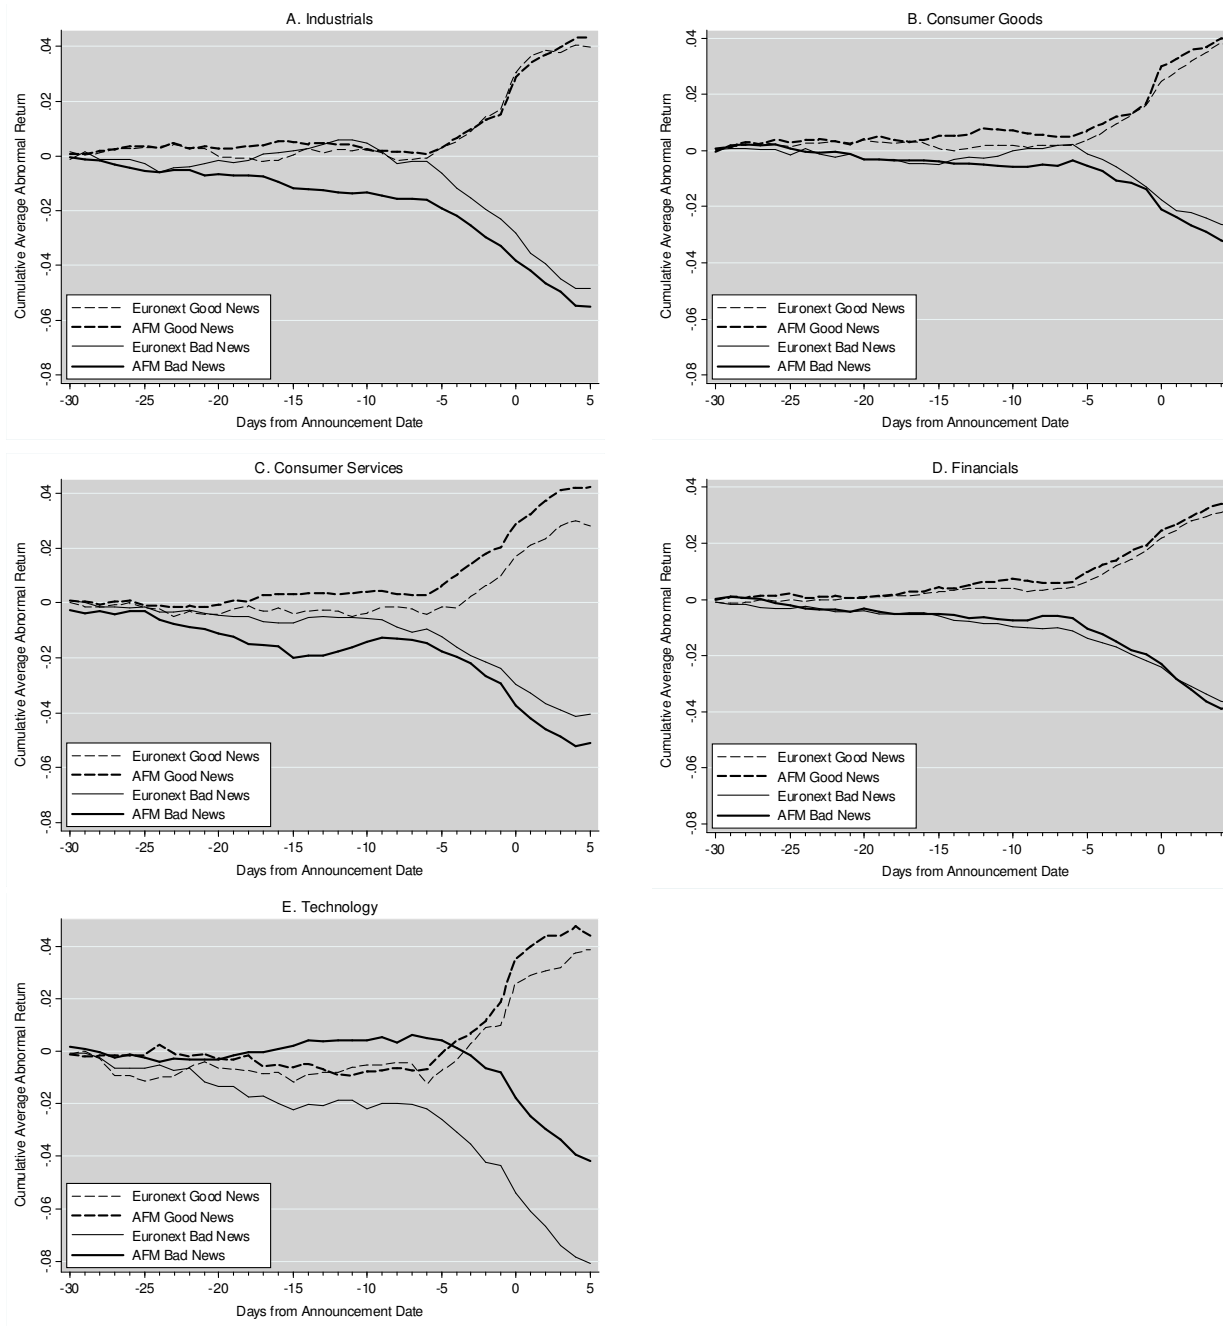 A. Industrials
Cumulative Average Abnormal Return
.04
.02
0
-.02
-.04
-.06
-.08
Euronext Good News
AFM Good News
Euronext Bad News
AFM Bad News
-30 -25 -20 -15 -10 -5 0 5
Days from Announcement Date
B. Consumer Goods
Cumulative Average Abnormal Return
.04
.02
0
-.02
-.04
-.06
-.08
Euronext Good News
AFM Good News
Euronext Bad News
AFM Bad News
-30 -25 -20 -15 -10 -5 0
Days from Announcement Date
C. Consumer Services
Cumulative Average Abnormal Return
.04
.02
0
-.02
-.04
-.06
-.08
Euronext Good News
AFM Good News
Euronext Bad News
AFM Bad News
-30 -25 -20 -15 -10 -5 0 5
Days from Announcement Date
D. Financials
Cumulative Average Abnormal Return
.04
.02
0
-.02
-.04
-.06
-.08
Euronext Good News
AFM Good News
Euronext Bad News
AFM Bad News
-30 -25 -20 -15 -10 -5 0
Days from Announcement Date
E. Technology
Cumulative Average Abnormal Return
.04
.02
0
-.02
-.04
-.06
-.08
Euronext Good News
AFM Good News
Euronext Bad News
AFM Bad News
-30 -25 -20 -15 -10 -5 0 5
Days from Announcement Date